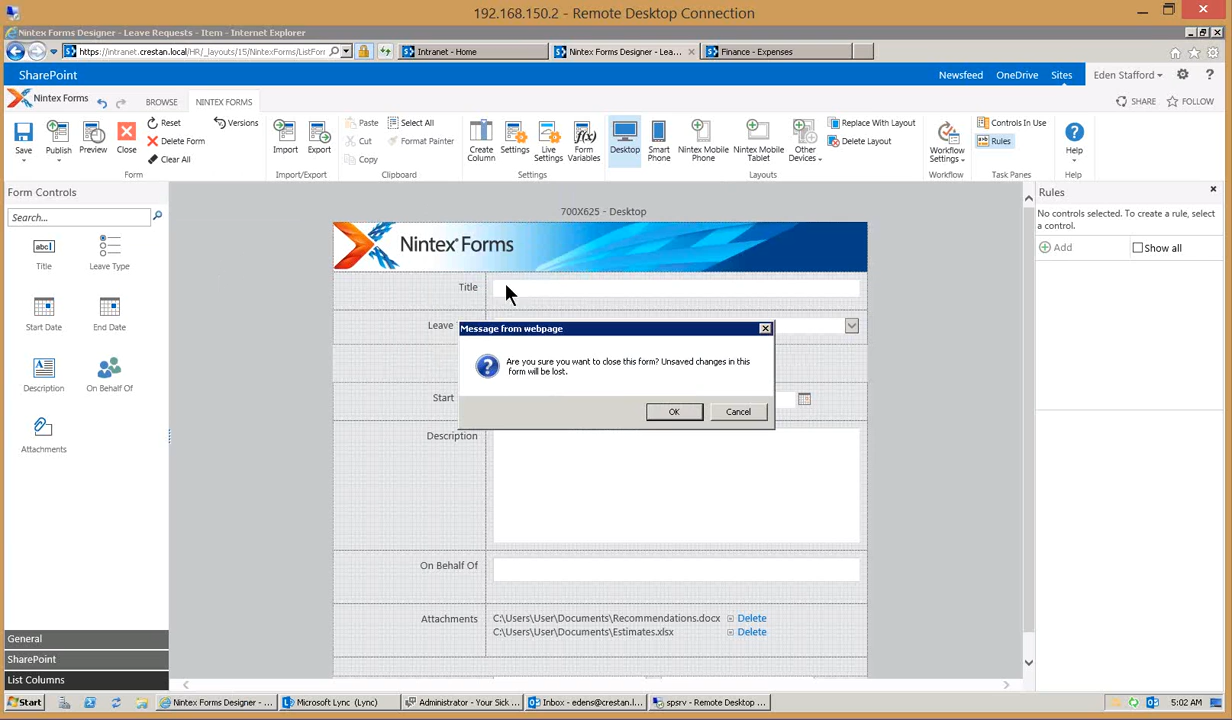 192.168.150.2 - Remote Desktop Connection
Nintex Forms Designer - Leave Requests - Item - Internet Explorer
https://intranet.crestan.local/HR/_layouts/15/NintexForms/ListForm
Intranet - Home
Nintex Forms Designer - Lea...
Finance - Expenses
SharePoint
Newsfeed OneDrive Sites Eden Stafford ?
Nintex Forms
BROWSE NINTEX FORMS
SHARE FOLLOW
Save
Publish
Preview
Close
Reset
Delete Form
Clear All
Versions
Import
Export
Paste
Cut
Copy
Select All
Format Painter
Create Column
Settings
Live Settings
f(x)
Form Variables
Desktop
Smart Phone
Nintex Mobile Phone
Nintex Mobile Tablet
Other Devices
Replace With Layout
Delete Layout
Workflow Settings
Controls In Use
Rules
Help
Form Import/Export Clipboard Settings Layouts Workflow Task Panes Help
Form Controls
Search...
abc
Title
Leave Type
Start Date
End Date
Description
On Behalf Of
Attachments
General
SharePoint
List Columns
700X625 - Desktop
Nintex® Forms
Title
Leave
Start
Description
On Behalf Of
Attachments
C:\Users\User\Documents\Recommendations.docx Delete
C:\Users\User\Documents\Estimates.xlsx Delete
Message from webpage
Are you sure you want to close this form? Unsaved changes in this
form will be lost.
OK Cancel
Rules
No controls selected. To create a rule, select
a control.
Add Show all
Start
Nintex Forms Designer - ...
Microsoft Lync (Lync)
Administrator - Your Sick ...
Inbox - edens@crestan.l...
spsrv - Remote Desktop ...
5:02 AM